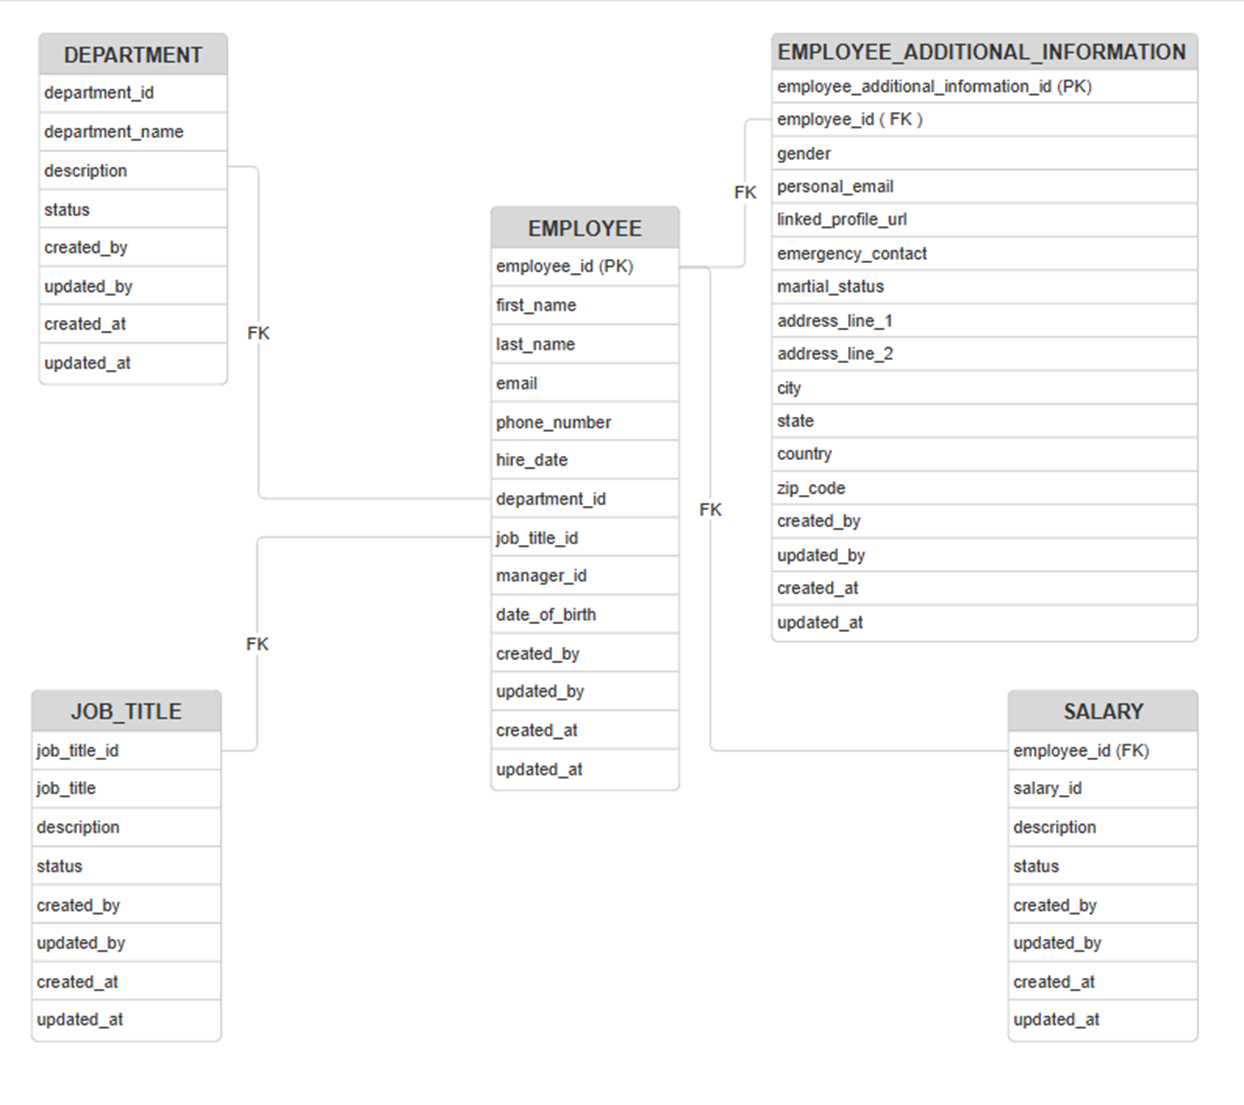 DEPARTMENT
department_id
department_name
description
status
created_by
updated_by
created_at
updated_at
FK
EMPLOYEE
employee_id (PK)
first_name
last_name
email
phone_number
hire_date
department_id
job_title_id
manager_id
date_of_birth
created_by
updated_by
created_at
updated_at
FK
EMPLOYEE_ADDITIONAL_INFORMATION
employee_additional_information_id (PK)
employee_id ( FK )
gender
personal_email
linked_profile_url
emergency_contact
martial_status
address_line_1
address_line_2
city
state
country
zip_code
created_by
updated_by
created_at
updated_at
FK
FK
JOB_TITLE
job_title_id
job_title
description
status
created_by
updated_by
created_at
updated_at
SALARY
employee_id (FK)
salary_id
description
status
created_by
updated_by
created_at
updated_at